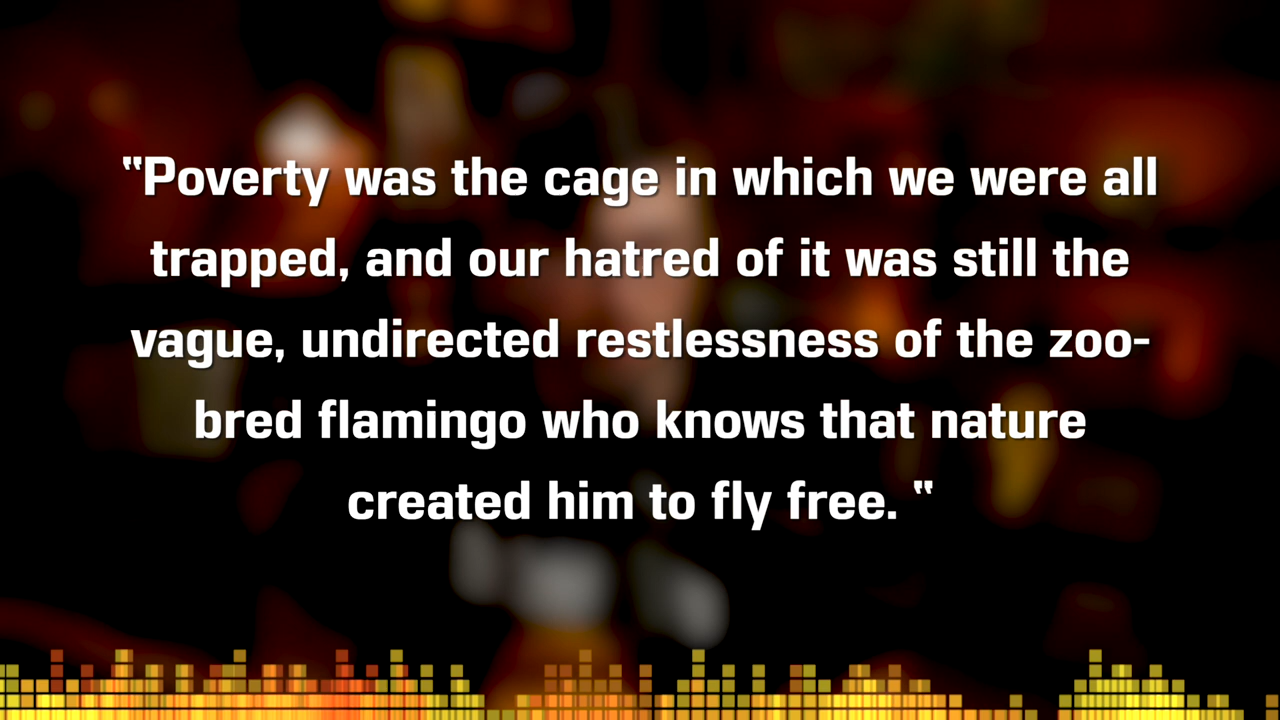 "Poverty was the cage in which we were all
trapped, and our hatred of it was still the
vague, undirected restlessness of the zoo-
bred flamingo who knows that nature
created him to fly free. "